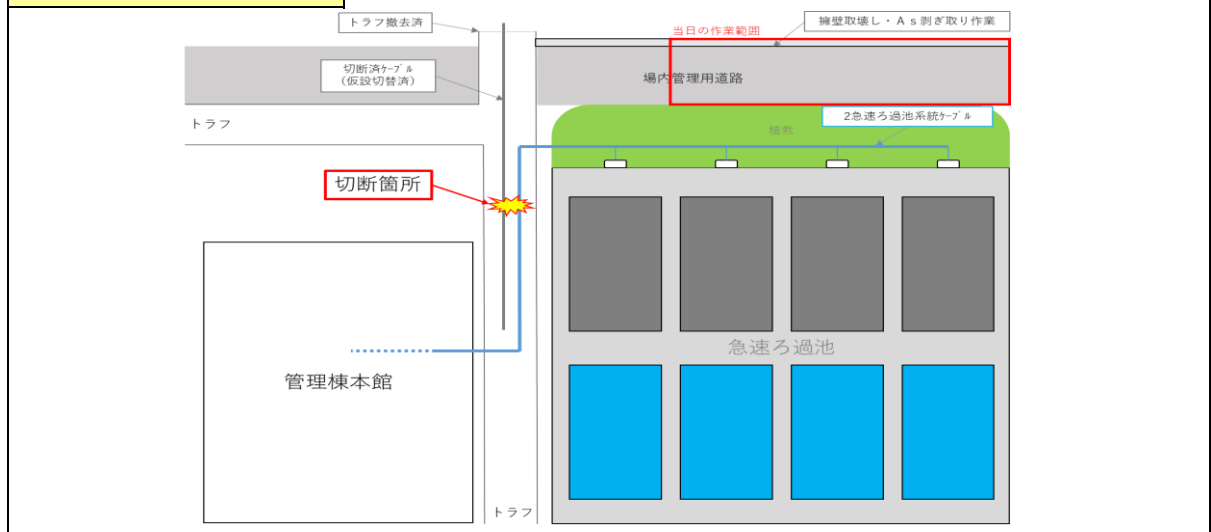 トラフ撤去済
擁壁取壊し・As剥ぎ取り作業
当日の作業範囲
切断済ケーブル
(仮設切替済)
場内管理用道路
トラフ
2急速ろ過池系統ケーブル
植栽
切断箇所
急速ろ過池
管理棟本館
トラフ